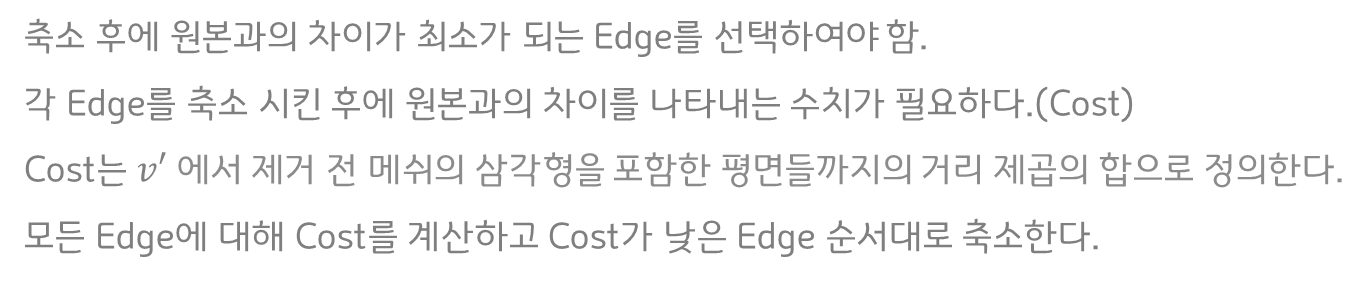 축소 후에 원본과의 차이가 최소가 되는 Edge를 선택하여야 함.
각 Edge를 축소 시킨 후에 원본과의 차이를 나타내는 수치가 필요하다.(Cost)
Cost는 v′ 에서 제거 전 메쉬의 삼각형을 포함한 평면들까지의 거리 제곱의 합으로 정의한다.
모든 Edge에 대해 Cost를 계산하고 Cost가 낮은 Edge 순서대로 축소한다.